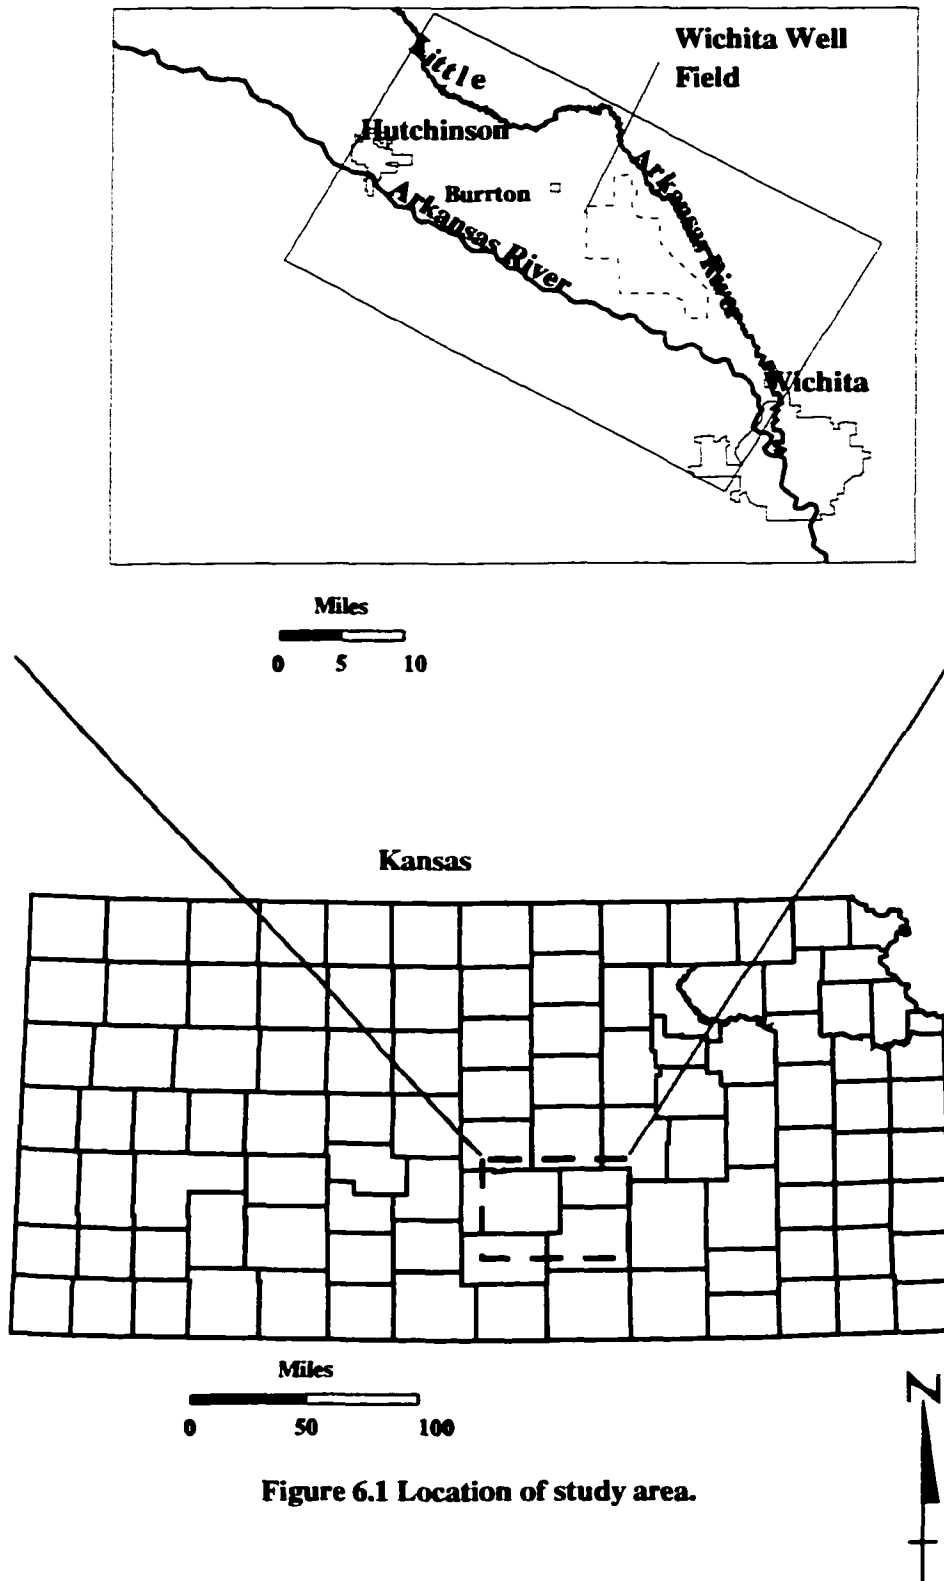 Wichita Well
Field
Little
Arkansas River
Hutchinson
Burrton
Arkansas River
Wichita
Miles
0 5 10
Kansas
Miles
0 50 100
N
Figure 6.1 Location of study area.